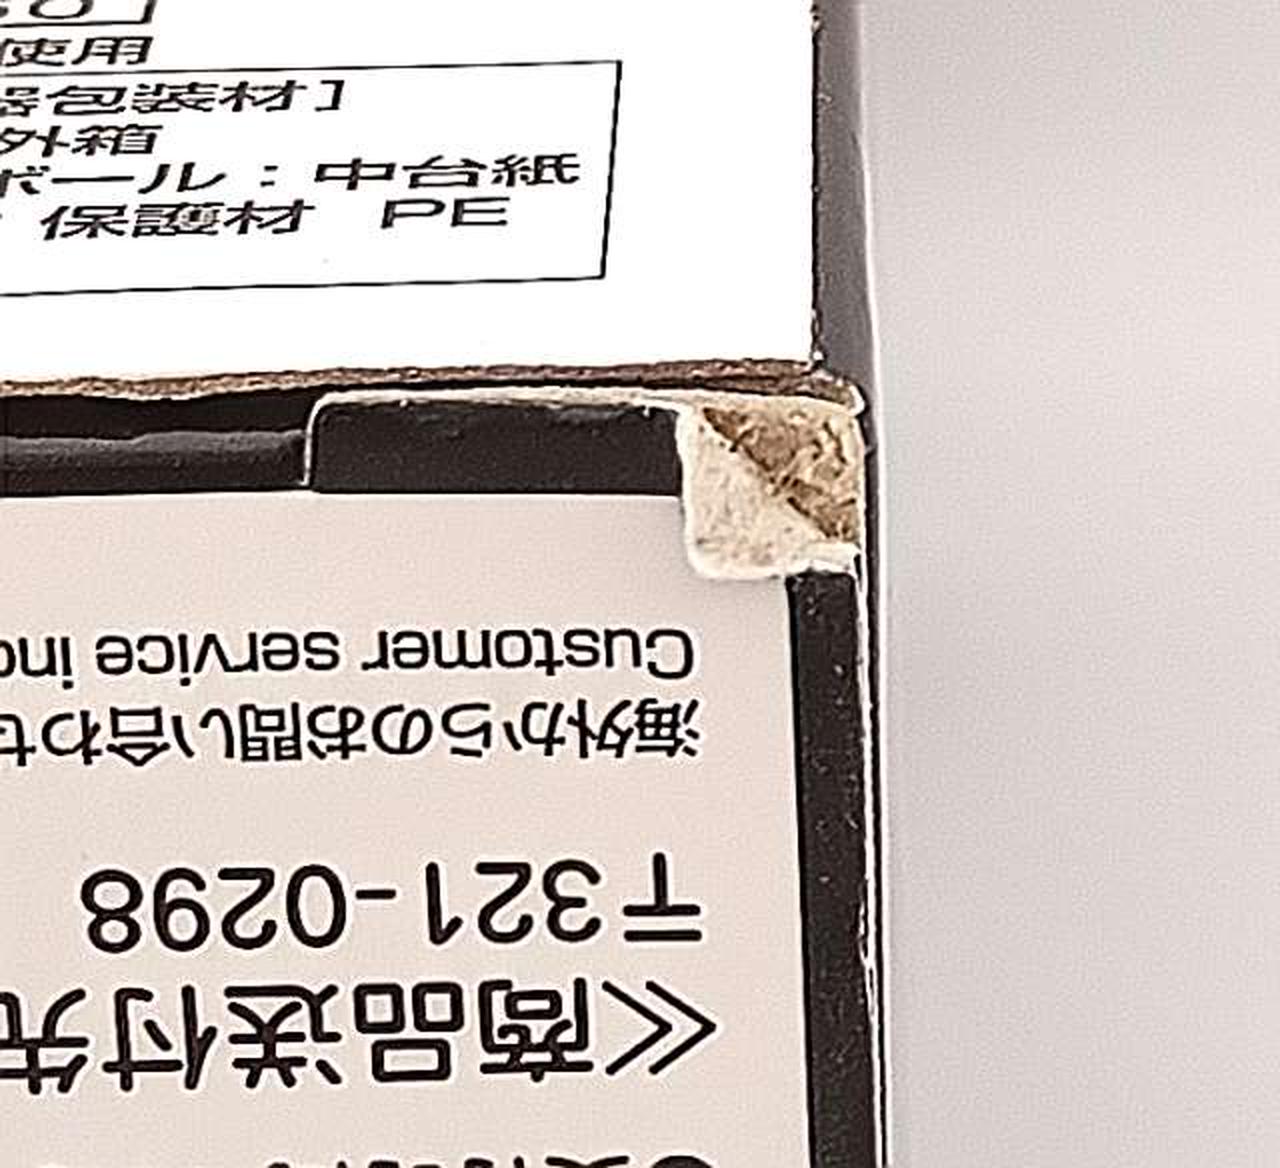 使用
器包装材]
外箱
ボール：中台紙
保護材 PE
≪商品送付先
〒321-0298
海外からのお問い合わせ
Customer service inq